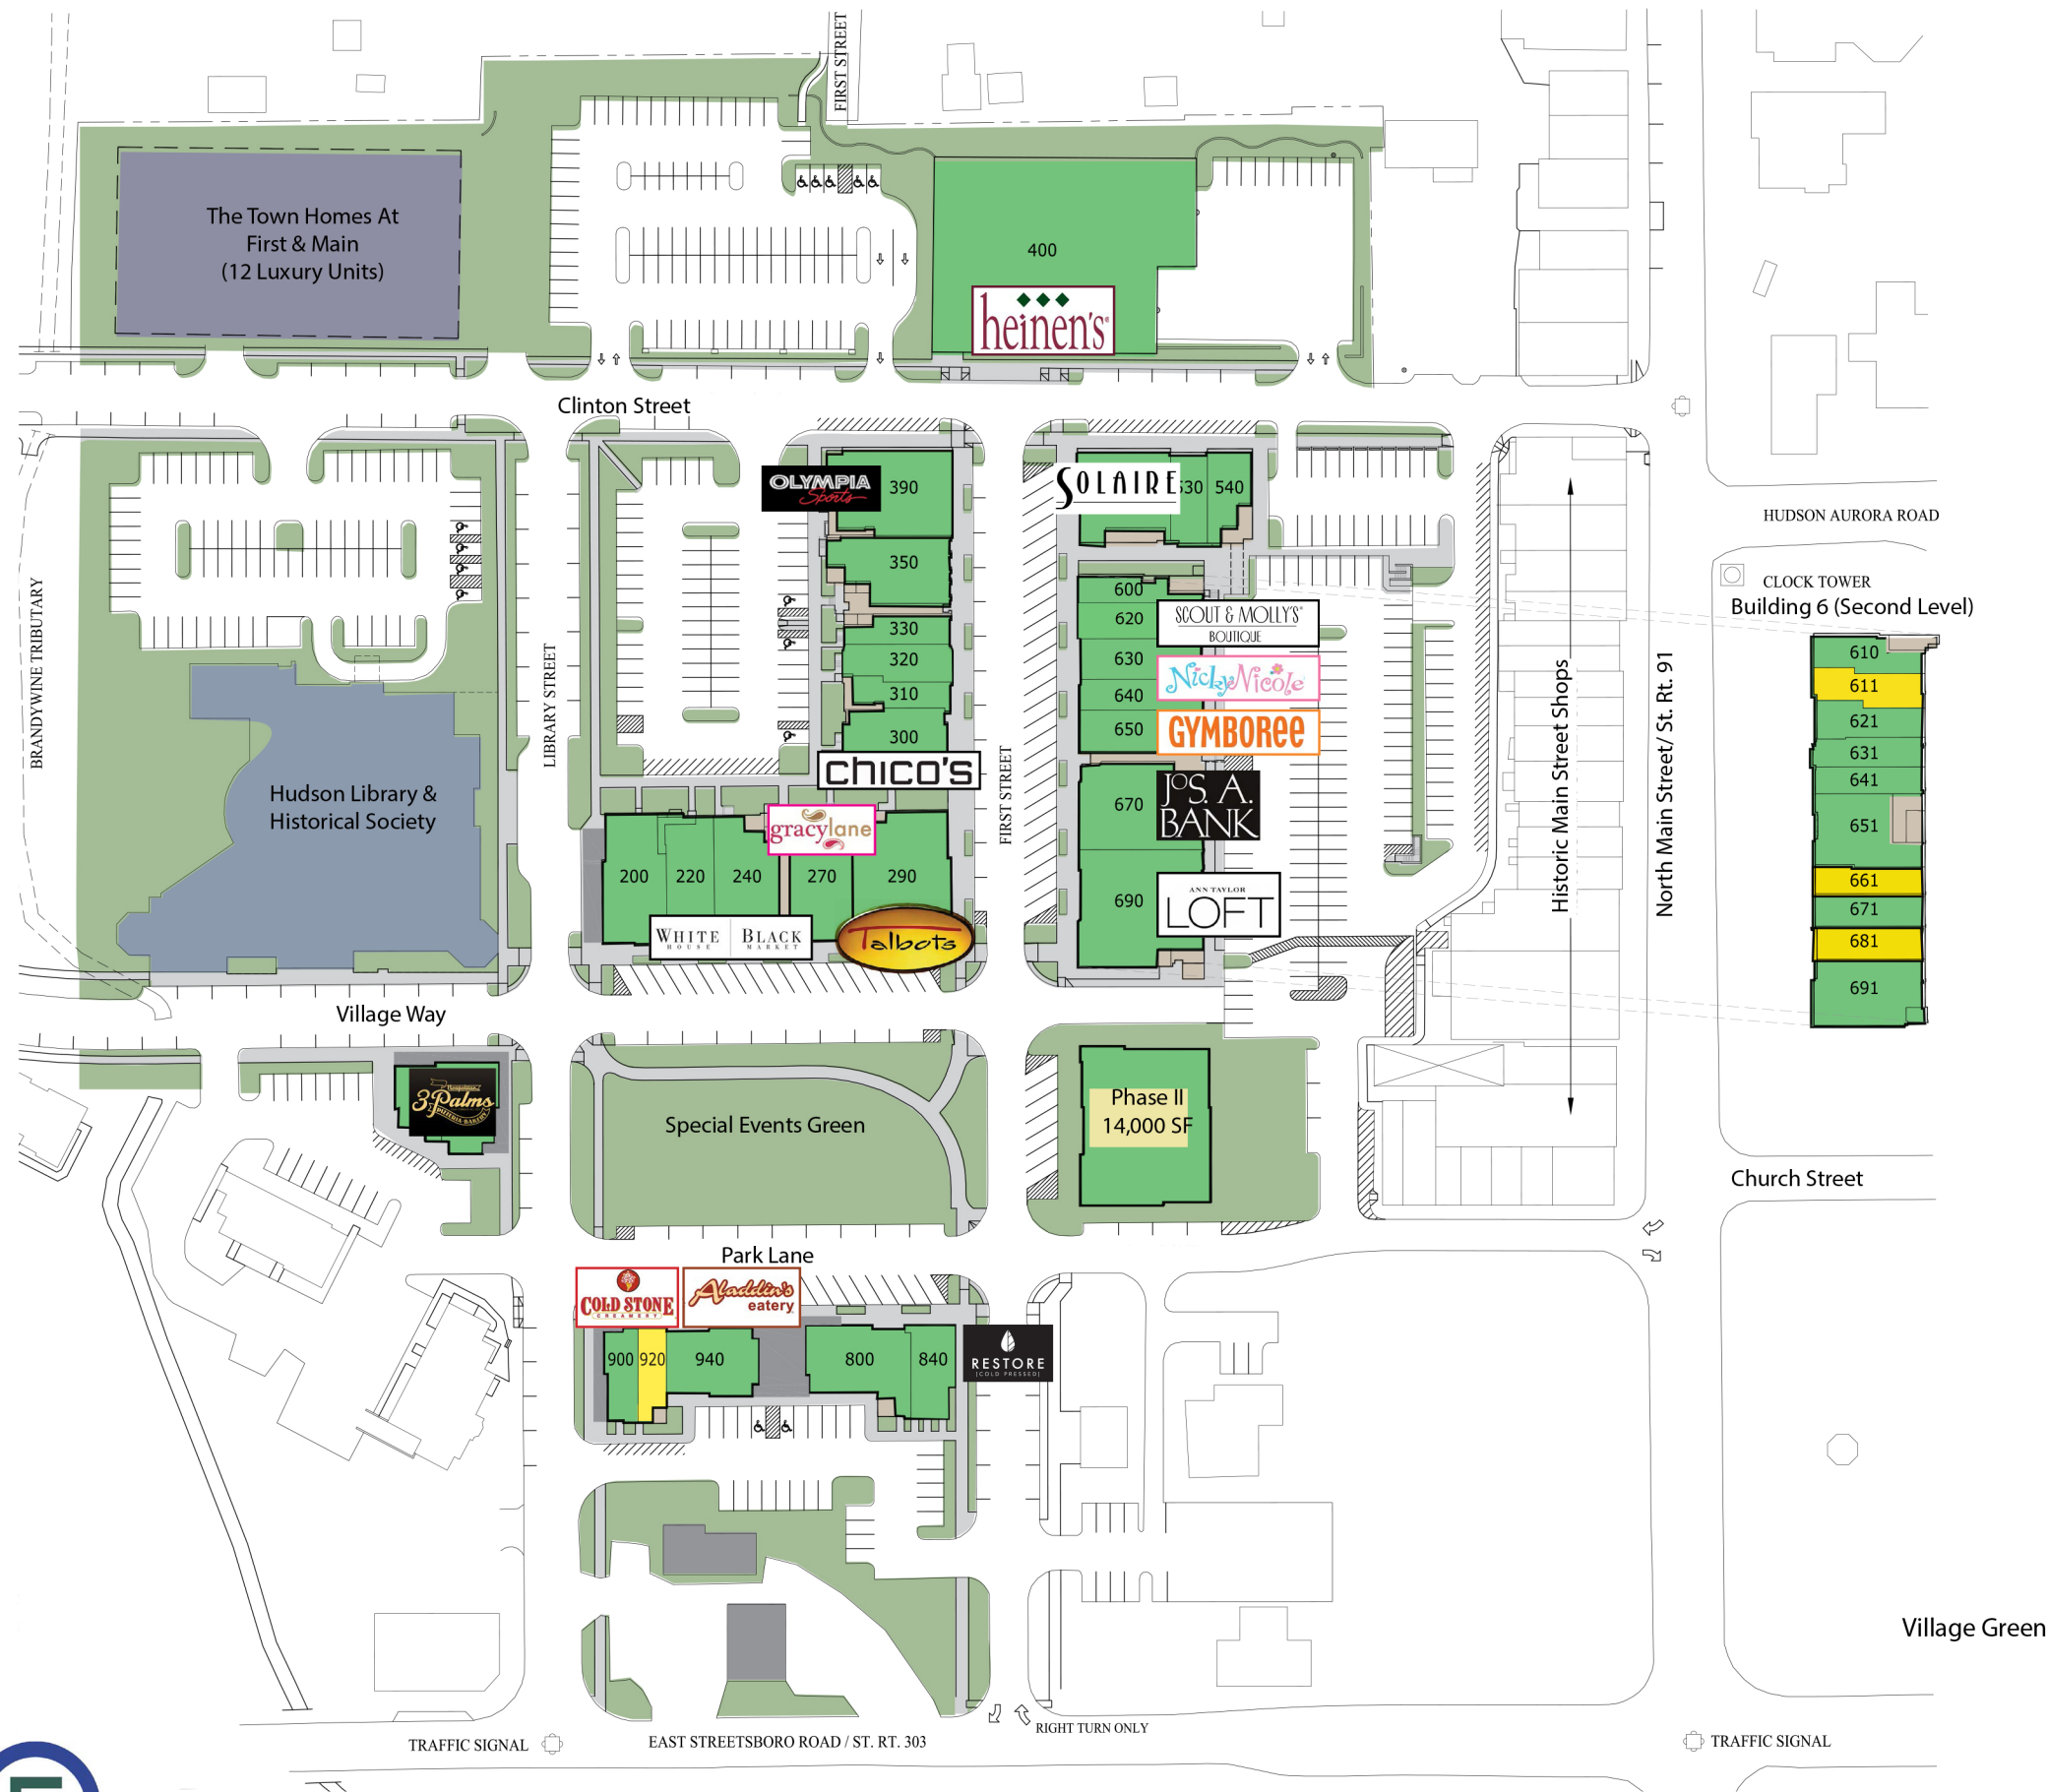 FIRST STREET
The Town Homes At
First & Main
(12 Luxury Units)
400
heinen's
Clinton Street
OLYMPIA
Sports
390
SOLAIRE
530
540
HUDSON AURORA ROAD
350
CLOCK TOWER
Building 6 (Second Level)
BRANDYWINE TRIBUTARY
LIBRARY STREET
FIRST STREET
Historic Main Street Shops
North Main Street/ St. Rt. 91
600
620
SCOUT & MOLLY'S
BOUTIQUE
330
320
310
300
630
Nicky Nicole
640
650
GYMBOREE
CHICO'S
610
611
621
631
641
651
661
671
681
691
Hudson Library &
Historical Society
gracylane
670
JoS. A.
BANK
200
220
240
270
290
690
ANN TAYLOR
LOFT
WHITE
HOUSE
BLACK
MARKET
Talbots
Village Way
3 Palms
PIZZERIA BAKERY
Special Events Green
Phase II
14,000 SF
Church Street
Park Lane
COLD STONE
CREAMERY
Aladdin's
eatery
900
920
940
800
840
RESTORE
[COLD PRESSED]
Village Green
RIGHT TURN ONLY
TRAFFIC SIGNAL
EAST STREETSBORO ROAD / ST. RT. 303
TRAFFIC SIGNAL